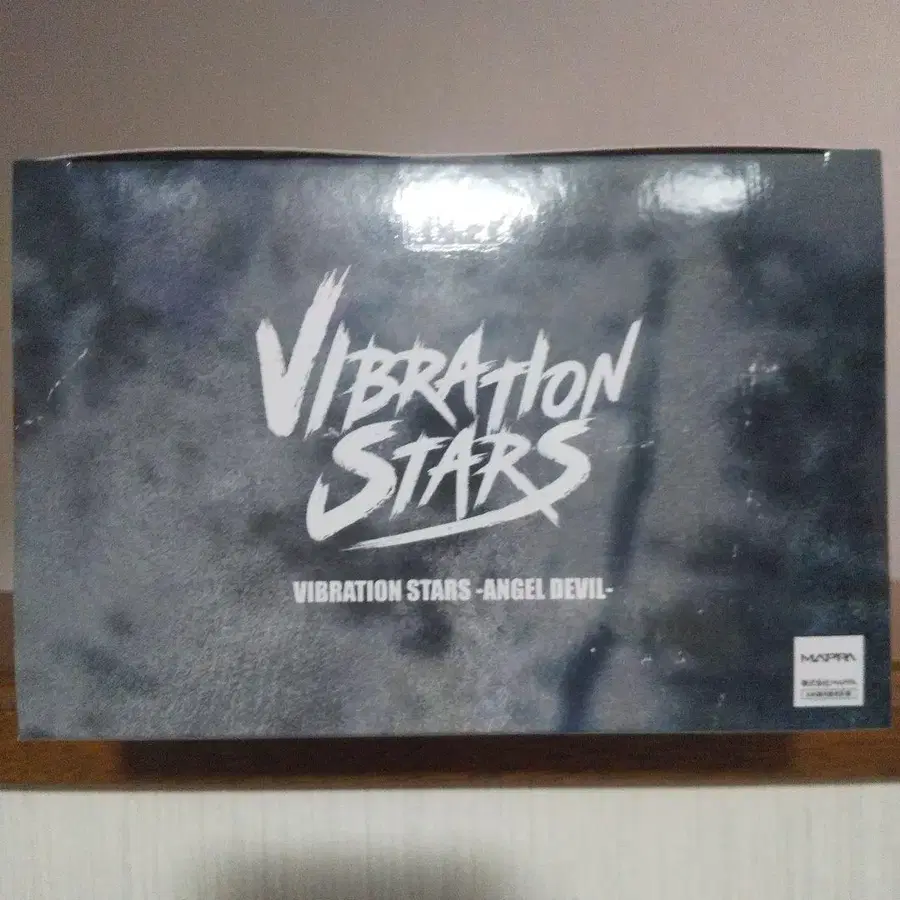 VIBRATION
STARS
VIBRATION STARS -ANGEL DEVIL-
MAPPA